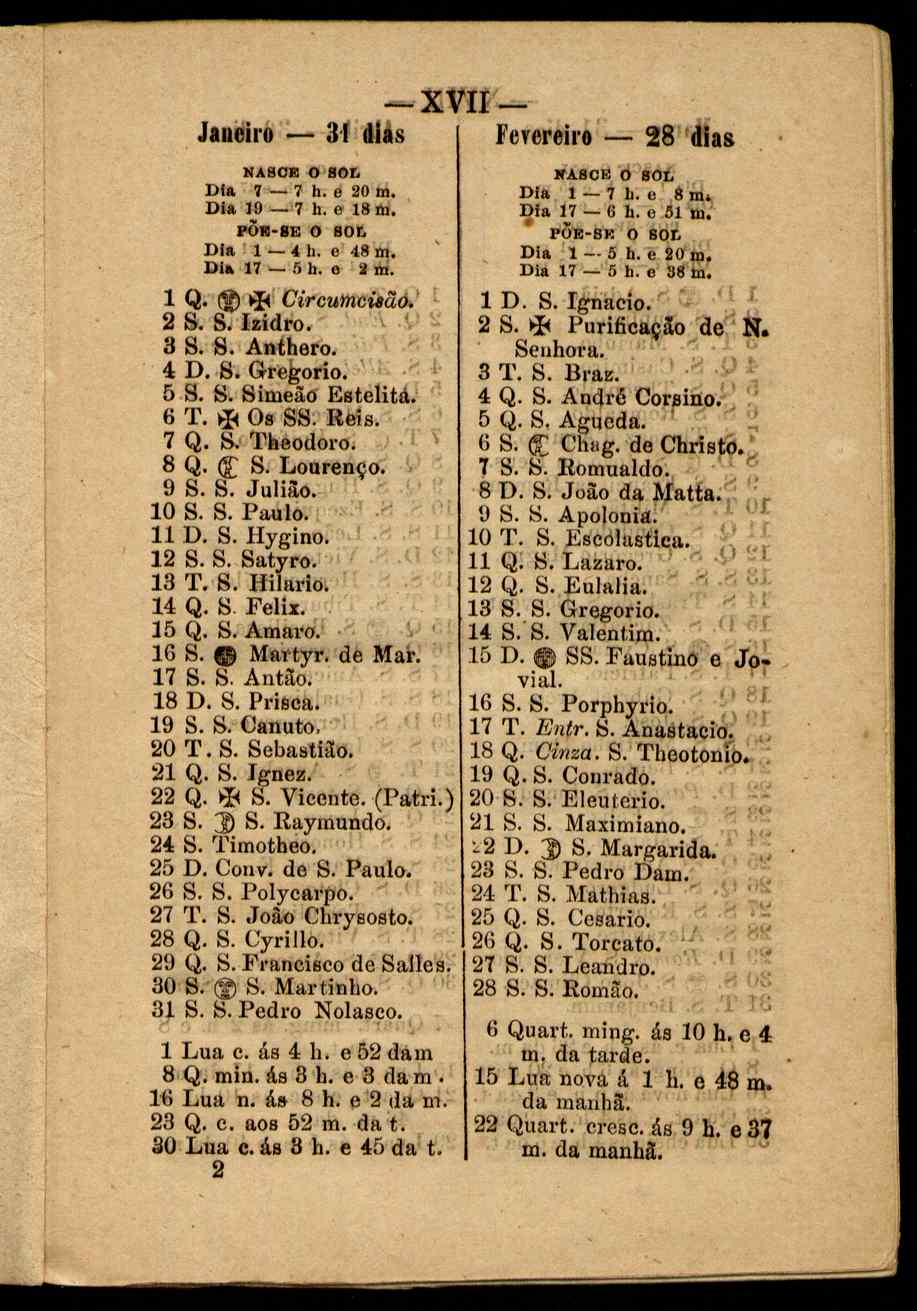 — XVII —
Janeiro — 31 dias
NASCE O SOL
Dia 7 — 7 h. e 20 m.
Dia 19 — 7 h. e 18 m.
PÕE-SE O SOL
Dia 1 — 4 h. e 48 m.
Dia 17 — 5 h. e 2 m.
1 Q. ✠ Circumcisão.
2 S. S. Izidro.
3 S. S. Anthero.
4 D. S. Gregorio.
5 S. S. Simeão Estelita.
6 T. ✠ Os SS. Reis.
7 Q. S. Theodoro.
8 Q. S. Lourenço.
9 S. S. Julião.
10 S. S. Paulo.
11 D. S. Hygino.
12 S. S. Satyro.
13 T. S. Hilario.
14 Q. S. Felix.
15 Q. S. Amaro.
16 S. Martyr. de Mar.
17 S. S. Antão.
18 D. S. Prisca.
19 S. S. Canuto.
20 T. S. Sebastião.
21 Q. S. Ignez.
22 Q. ✠ S. Vicente. (Patri.)
23 S. S. Raymundo.
24 S. Timotheo.
25 D. Conv. de S. Paulo.
26 S. S. Polycarpo.
27 T. S. João Chrysosto.
28 Q. S. Cyrillo.
29 Q. S. Francisco de Salles.
30 S. S. Martinho.
31 S. S. Pedro Nolasco.
1 Lua c. ás 4 h. e 52 da m
8 Q. min. ás 3 h. e 3 da m.
16 Lua n. ás 8 h. e 2 da m.
23 Q. c. aos 52 m. da t.
30 Lua c. ás 3 h. e 45 da t.
2
Fevereiro — 28 dias
NASCE O SOL
Dia 1 — 7 h. e 8 m.
Dia 17 — 6 h. e 51 m.
PÕE-SE O SOL
Dia 1 — 5 h. e 20 m.
Dia 17 — 5 h. e 38 m.
1 D. S. Ignacio.
2 S. ✠ Purificação de N.
Senhora.
3 T. S. Braz.
4 Q. S. André Corsino.
5 Q. S. Agueda.
6 S. Chag. de Christo.
7 S. S. Romualdo.
8 D. S. João da Matta.
9 S. S. Apolonia.
10 T. S. Escolastica.
11 Q. S. Lazaro.
12 Q. S. Eulalia.
13 S. S. Gregorio.
14 S. S. Valentim.
15 D. SS. Faustino e Jo-
vial.
16 S. S. Porphyrio.
17 T. Entr. S. Anastacio.
18 Q. Cinza. S. Theotonio.
19 Q. S. Conrado.
20 S. S. Eleuterio.
21 S. S. Maximiano.
22 D. S. Margarida.
23 S. S. Pedro Dam.
24 T. S. Mathias.
25 Q. S. Cesario.
26 Q. S. Torcato.
27 S. S. Leandro.
28 S. S. Romão.
6 Quart. ming. ás 10 h. e 4
m. da tarde.
15 Lua nova á 1 h. e 48 m.
da manhã.
22 Quart. cresc. ás 9 h. e 37
m. da manhã.